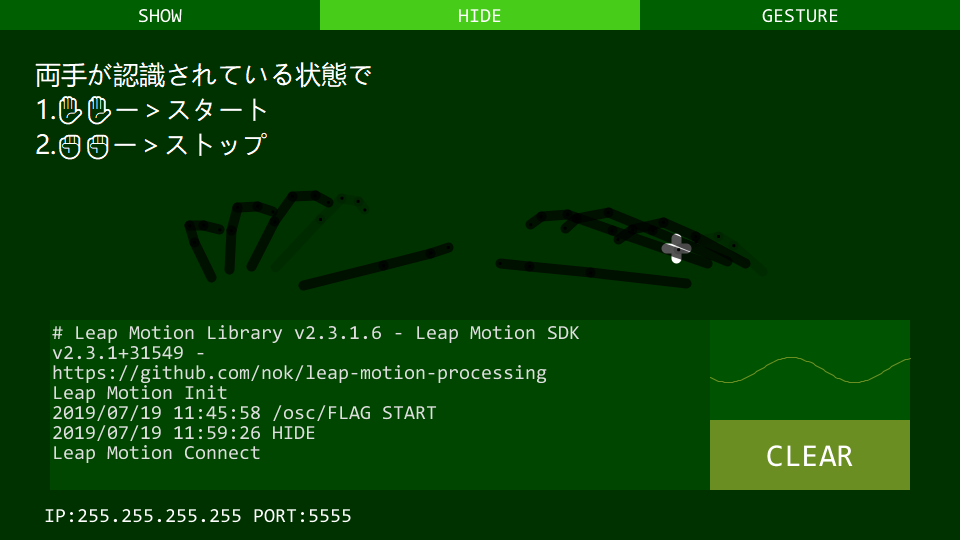 SHOW HIDE GESTURE
両手が認識されている状態で
1.✋✋ー > スタート
2.✊✊ー > ストップ
# Leap Motion Library v2.3.1.6 - Leap Motion SDK
v2.3.1+31549 -
https://github.com/nok/leap-motion-processing
Leap Motion Init
2019/07/19 11:45:58 /osc/FLAG START
2019/07/19 11:59:26 HIDE
Leap Motion Connect
CLEAR
IP:255.255.255.255 PORT:5555